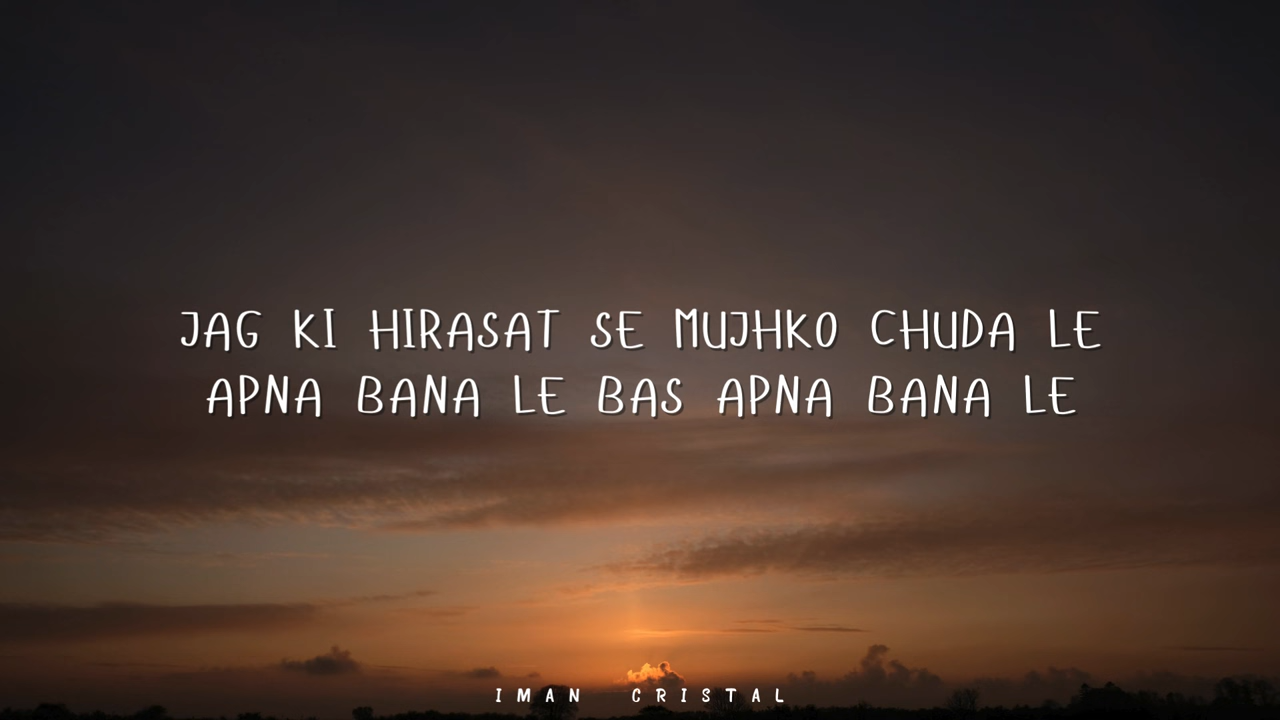 JAG KI HIRASAT SE MUJHKO CHUDA LE
APNA BANA LE BAS APNA BANA LE
IMAN CRISTAL